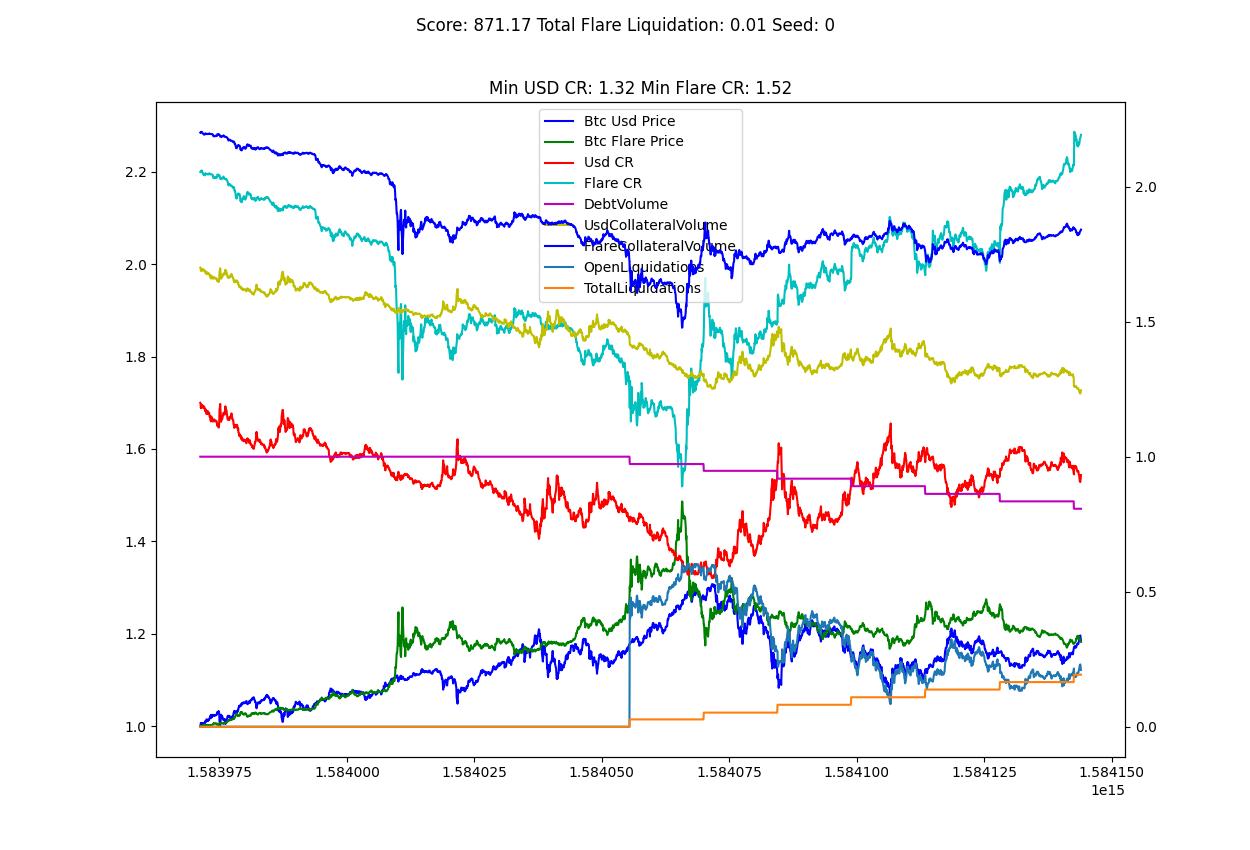 Score: 871.17 Total Flare Liquidation: 0.01 Seed: 0
Min USD CR: 1.32 Min Flare CR: 1.52
Btc Usd Price
Btc Flare Price
Usd CR
Flare CR
DebtVolume
UsdCollateralVolume
FlareCollateralVolume
OpenLiquidations
TotalLiquidations
2.2
2.0
1.8
1.6
1.4
1.2
1.0
2.0
1.5
1.0
0.5
0.0
1.583975 1.584000 1.584025 1.584050 1.584075 1.584100 1.584125 1.584150
1e15